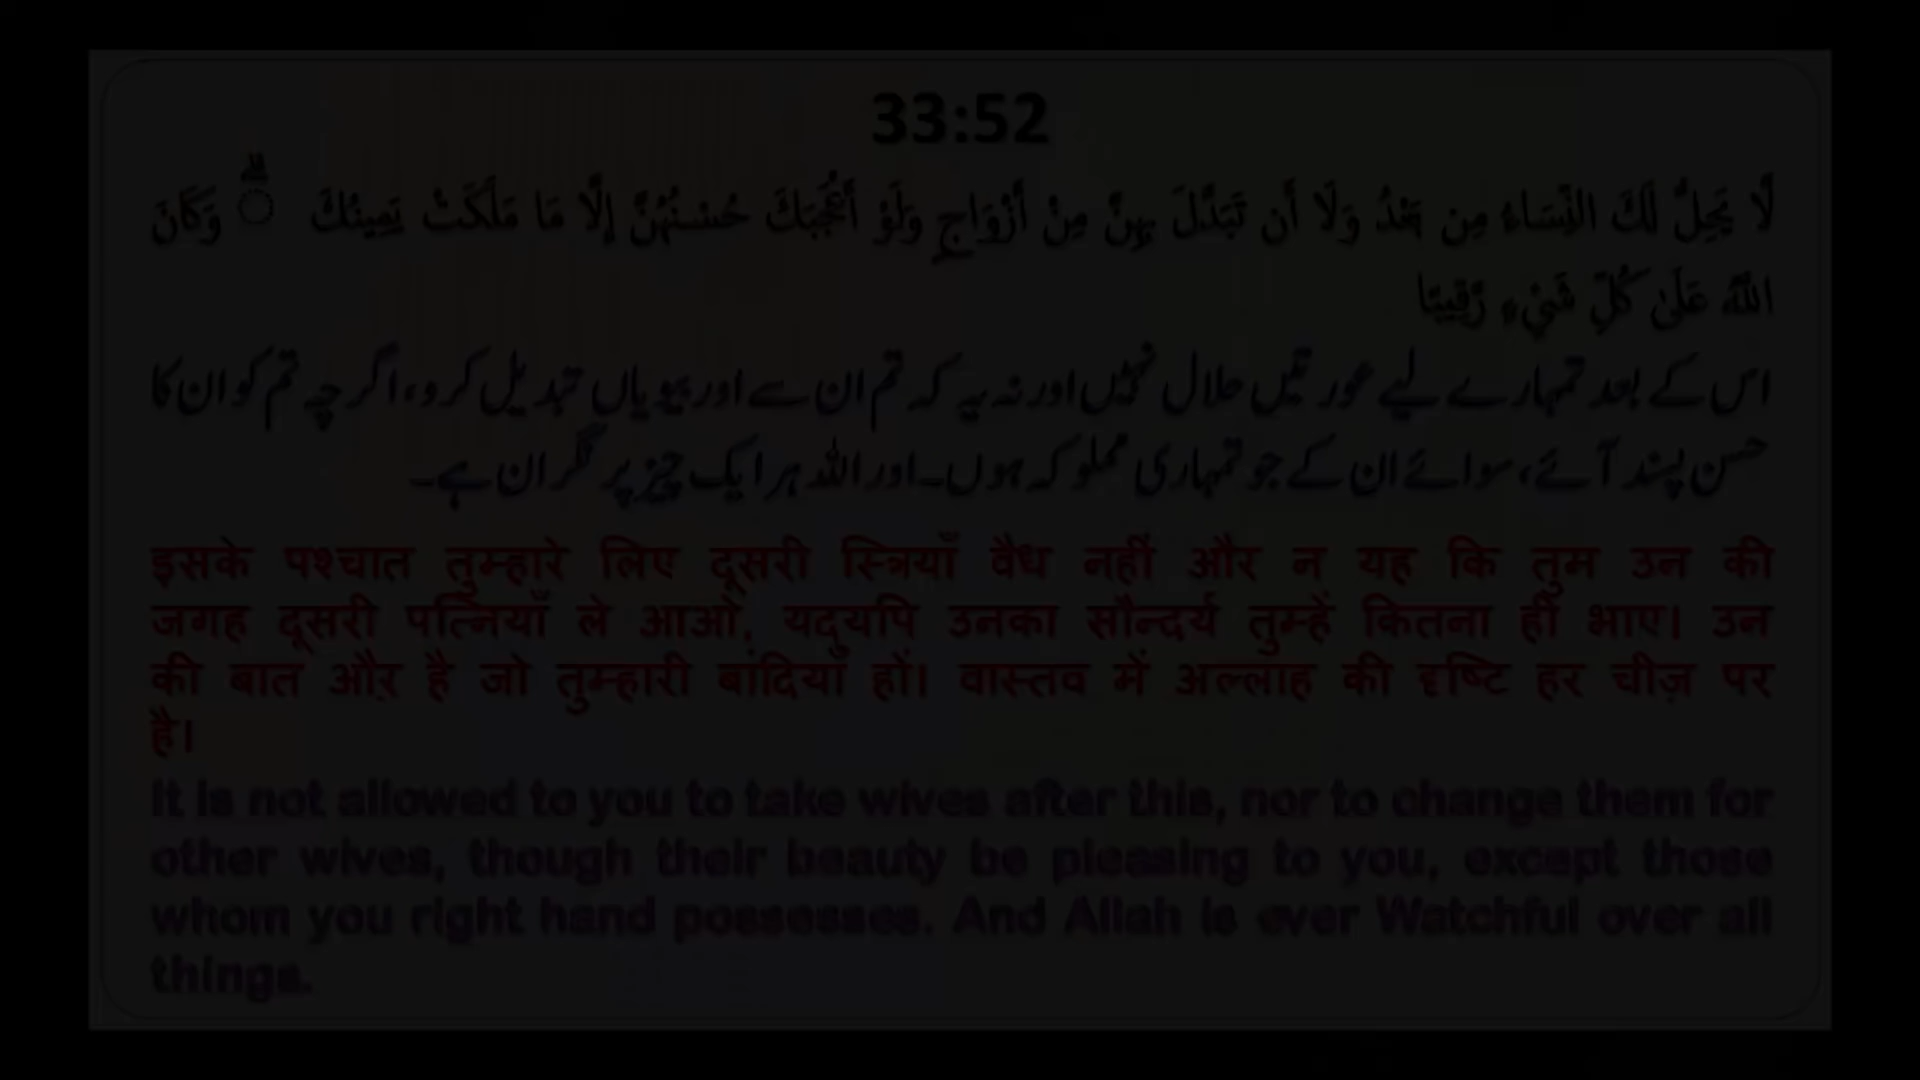 33:52
لَّا يَحِلُّ لَكَ النِّسَاءُ مِن بَعْدُ وَلَا أَن تَبَدَّلَ بِهِنَّ مِنْ أَزْوَاجٍ وَلَوْ أَعْجَبَكَ حُسْنُهُنَّ إِلَّا مَا مَلَكَتْ يَمِينُكَ ۗ وَكَانَ
اللَّهُ عَلَىٰ كُلِّ شَيْءٍ رَّقِيبًا
اس کے بعد تمہارے لیے عورتیں حلال نہیں اور نہ یہ کہ تم ان سے اور بیویاں تبدیل کرو، اگرچہ تم کو ان کا
حسن پسند آئے، سوائے ان کے جو تمہاری مملوکہ ہوں۔ اور اللہ ہر ایک چیز پر نگران ہے۔
इसके पश्चात तुम्हारे लिए दूसरी स्त्रियाँ वैध नहीं और न यह कि तुम उन की
जगह दूसरी पत्नियाँ ले आओ, यद्यपि उनका सौन्दर्य तुम्हें कितना ही भाए। उन
की बात और है जो तुम्हारी बांदियाँ हों। वास्तव में अल्लाह की दृष्टि हर चीज़ पर
है।
It is not allowed to you to take wives after this, nor to change them for
other wives, though their beauty be pleasing to you, except those
whom you right hand possesses. And Allah is ever Watchful over all
things.